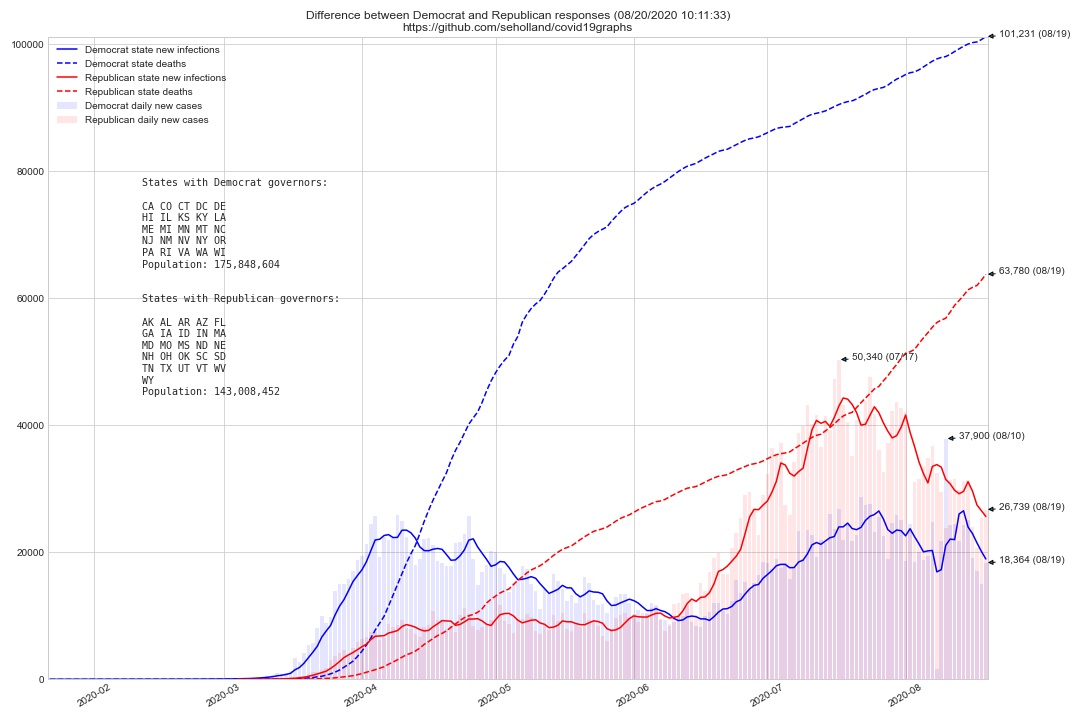 Difference between Democrat and Republican responses (08/20/2020 10:11:33)
https://github.com/seholland/covid19graphs
Democrat state new infections
Democrat state deaths
Republican state new infections
Republican state deaths
Democrat daily new cases
Republican daily new cases
States with Democrat governors:
CA CO CT DC DE
HI IL KS KY LA
ME MI MN MT NC
NJ NM NV NY OR
PA RI VA WA WI
Population: 175,848,604
States with Republican governors:
AK AL AR AZ FL
GA IA ID IN MA
MD MO MS ND NE
NH OH OK SC SD
TN TX UT VT WV
WY
Population: 143,008,452
101,231 (08/19)
63,780 (08/19)
50,340 (07/17)
37,900 (08/10)
26,739 (08/19)
18,364 (08/19)
100000
80000
60000
40000
20000
0
2020-02
2020-03
2020-04
2020-05
2020-06
2020-07
2020-08